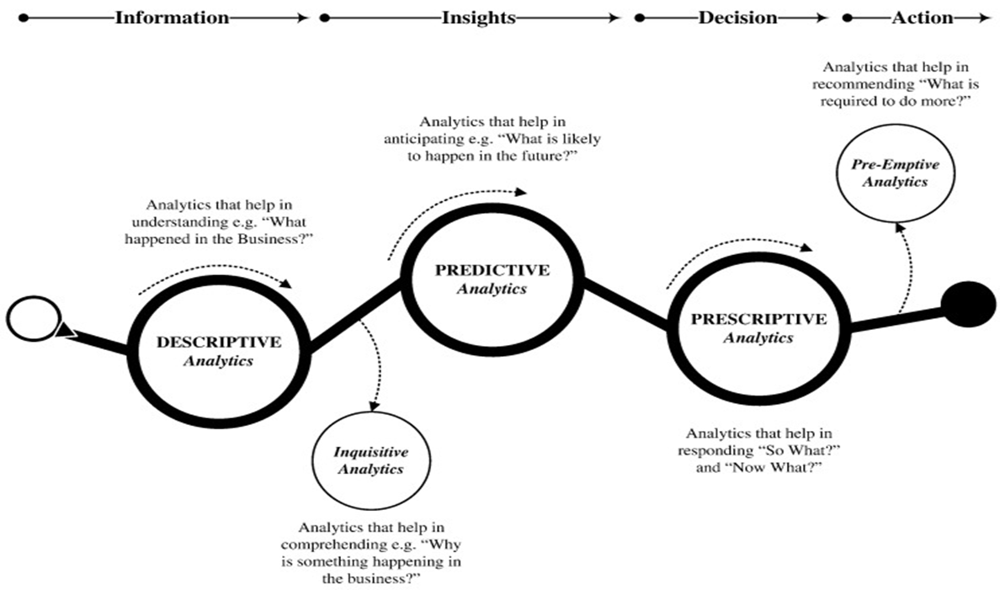 Information
Insights
Decision
Action
Analytics that help in
recommending “What is
required to do more?”
Pre-Emptive
Analytics
Analytics that help in
anticipating e.g. “What is likely
to happen in the future?”
PREDICTIVE
Analytics
Analytics that help in
understanding e.g. “What
happened in the Business?”
DESCRIPTIVE
Analytics
PRESCRIPTIVE
Analytics
Analytics that help in
responding “So What?”
and “Now What?”
Inquisitive
Analytics
Analytics that help in
comprehending e.g. “Why
is something happening in
the business?”